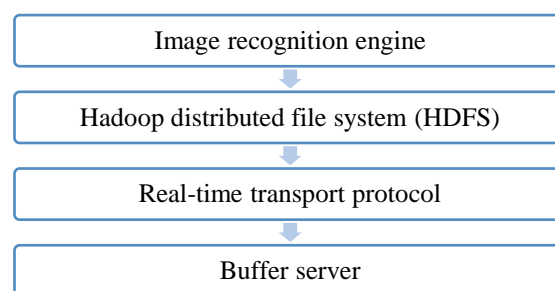 Image recognition engine
Hadoop distributed file system (HDFS)
Real-time transport protocol
Buffer server